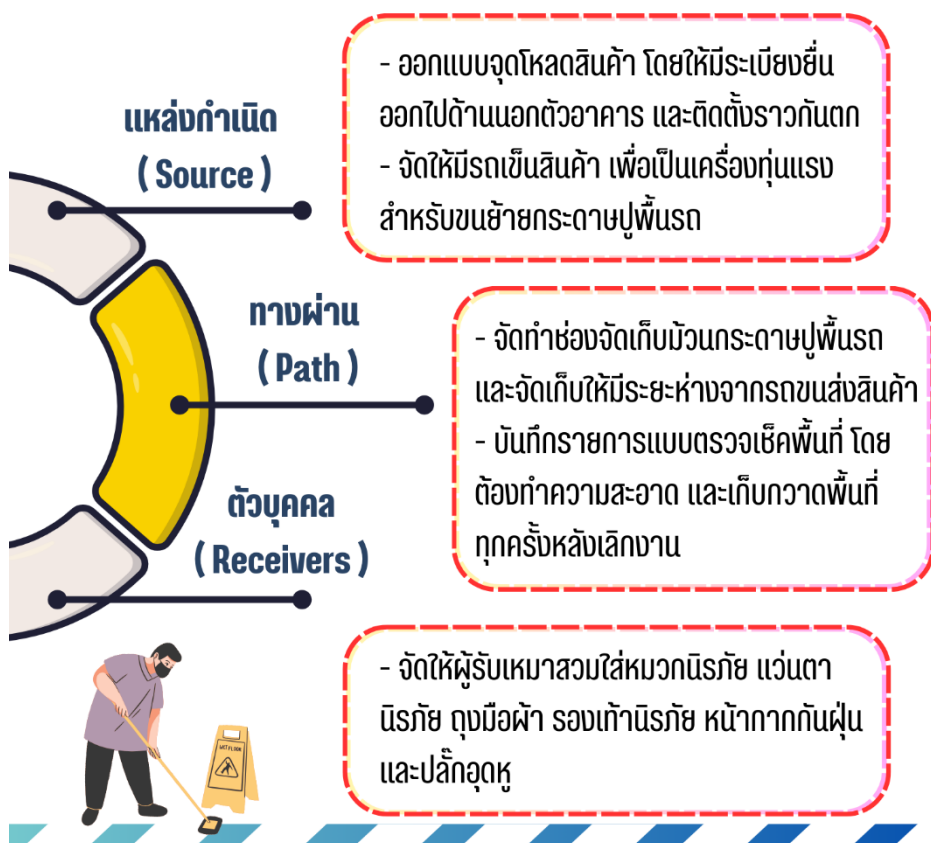 แหล่งกำเนิด
( Source )
- ออกแบบจุดโหลดสินค้า โดยให้มีระเบียงยื่น
ออกไปด้านนอกตัวอาคาร และติดตั้งราวกันตก
- จัดให้มีรถเข็นสินค้า เพื่อเป็นเครื่องทุ่นแรง
สำหรับขนย้ายกระดาษปูพื้นรถ
ทางผ่าน
( Path )
- จัดทำช่องจัดเก็บม้วนกระดาษปูพื้นรถ
และจัดเก็บให้มีระยะห่างจากรถขนส่งสินค้า
- บันทึกรายการแบบตรวจเช็คพื้นที่ โดย
ต้องทำความสะอาด และเก็บกวาดพื้นที่
ทุกครั้งหลังเลิกงาน
ตัวบุคคล
( Receivers )
- จัดให้ผู้รับเหมาสวมใส่หมวกนิรภัย แว่นตา
นิรภัย ถุงมือผ้า รองเท้านิรภัย หน้ากากกันฝุ่น
และปลั๊กอุดหู
WET FLOOR